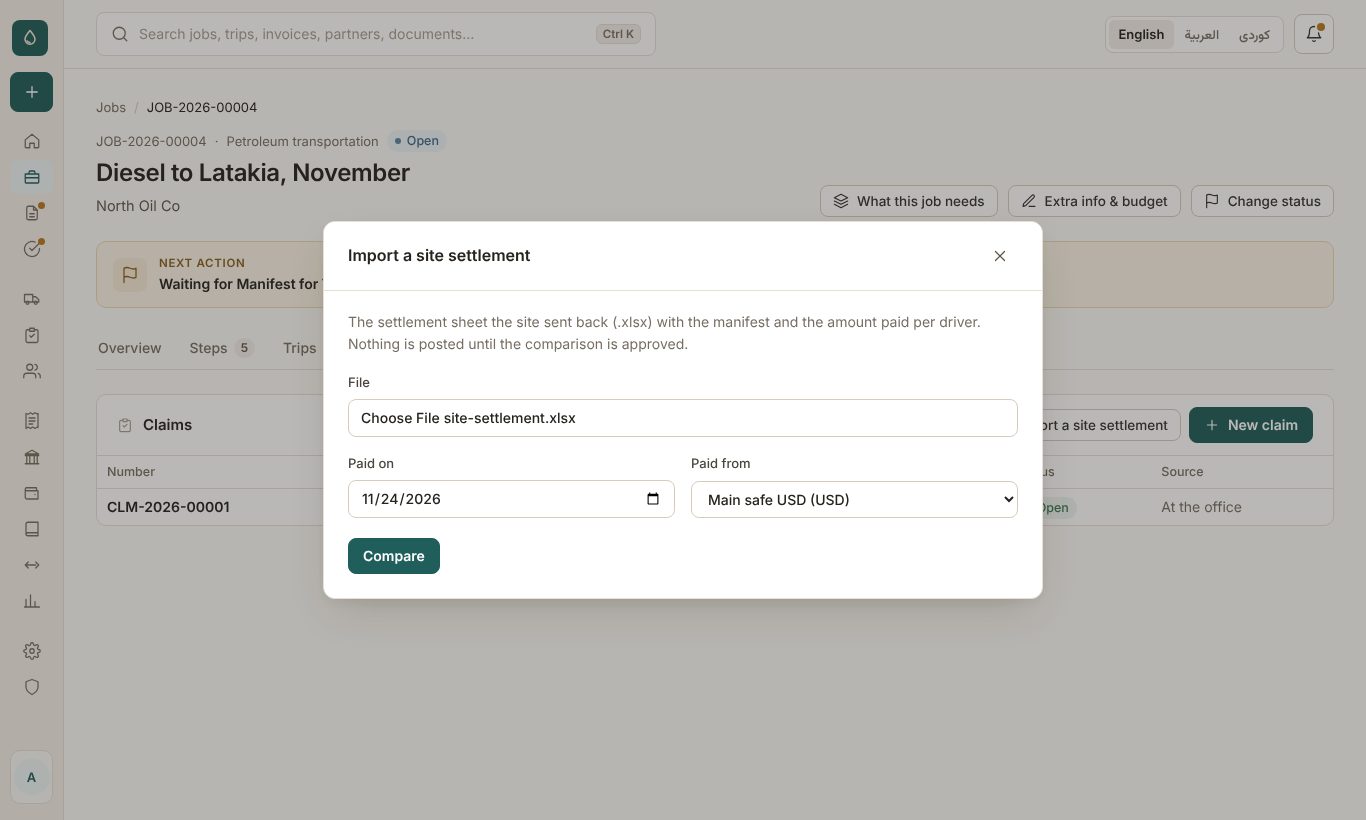 Search jobs, trips, invoices, partners, documents...
Ctrl K
English
العربية
کوردی
Jobs / JOB-2026-00004
JOB-2026-00004 · Petroleum transportation
Open
Diesel to Latakia, November
North Oil Co
What this job needs
Extra info & budget
Change status
NEXT ACTION
Waiting for Manifest for
Overview
Steps 5
Trips
Claims
a site settlement
+ New claim
Number
Source
CLM-2026-00001
Open
At the office
Import a site settlement
The settlement sheet the site sent back (.xlsx) with the manifest and the amount paid per driver.
Nothing is posted until the comparison is approved.
File
Choose File site-settlement.xlsx
Paid on
Paid from
11/24/2026
Main safe USD (USD)
Compare
A